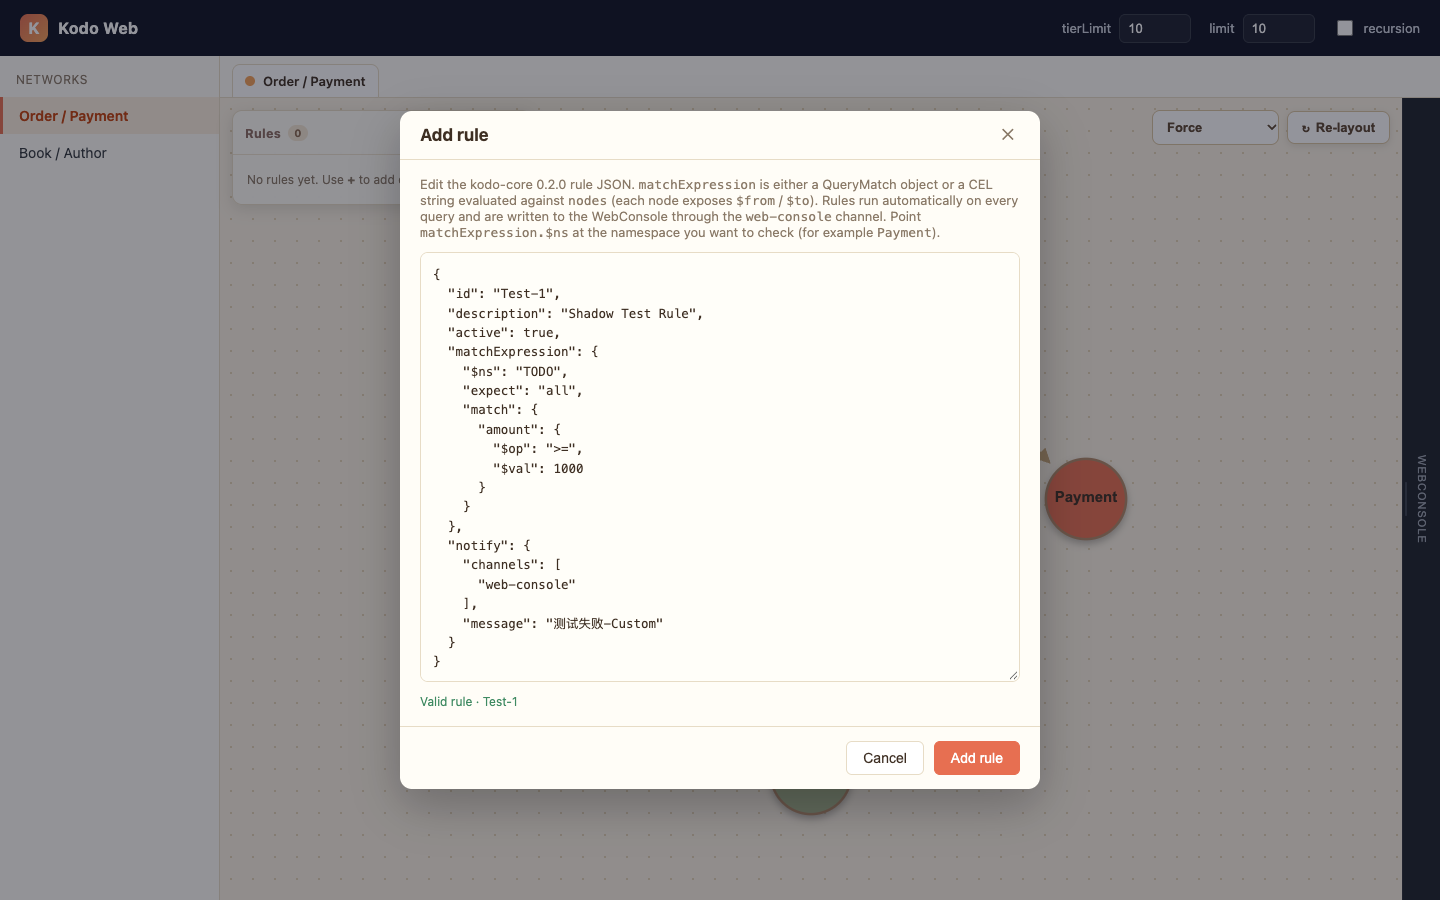 K Kodo Web
tierLimit 10 limit 10 recursion
NETWORKS
Order / Payment
Book / Author
Order / Payment
Rules 0
No rules yet. Use + to add
Force
↻ Re-layout
Payment
WEBCONSOLE
Add rule
Edit the kodo-core 0.2.0 rule JSON. matchExpression is either a QueryMatch object or a CEL
string evaluated against nodes (each node exposes $from / $to). Rules run automatically on every
query and are written to the WebConsole through the web-console channel. Point
matchExpression.$ns at the namespace you want to check (for example Payment).
{
"id": "Test-1",
"description": "Shadow Test Rule",
"active": true,
"matchExpression": {
"$ns": "TODO",
"expect": "all",
"match": {
"amount": {
"$op": ">=",
"$val": 1000
}
}
},
"notify": {
"channels": [
"web-console"
],
"message": "测试失败-Custom"
}
}
Valid rule · Test-1
Cancel
Add rule